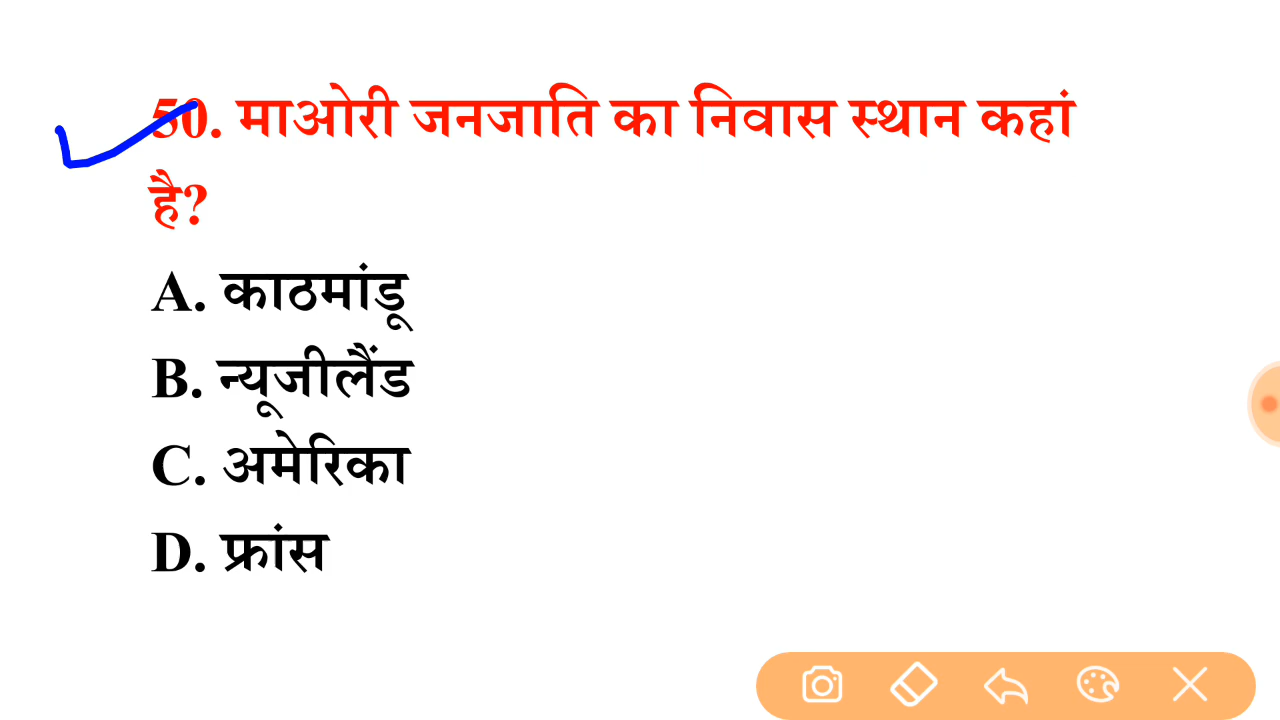 50. माओरी जनजाति का निवास स्थान कहां
है?
A. काठमांडू
B. न्यूजीलैंड
C. अमेरिका
D. फ्रांस